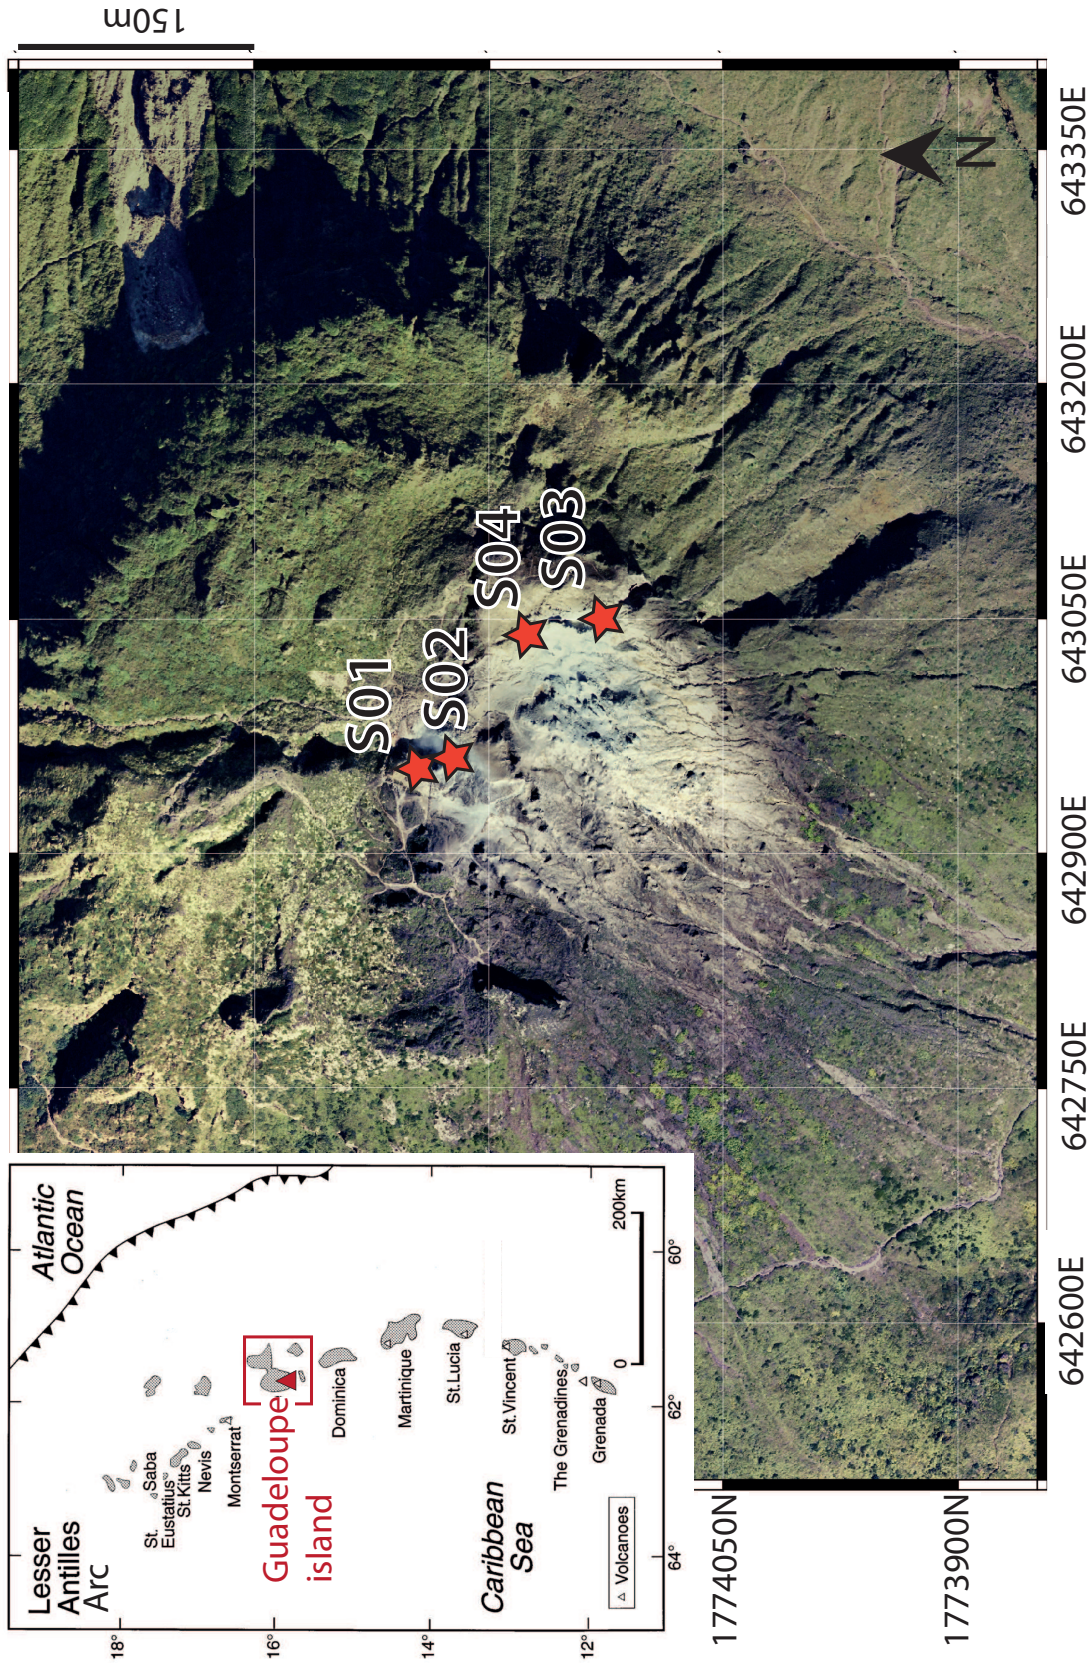 Lesser
Antilles
Arc
Atlantic
Ocean
St.
Eustatius
Saba
St.Kitts
Nevis
Montserrat
Guadeloupe
island
Dominica
Martinique
St.Lucia
St.Vincent
The Grenadines
Grenada
Caribbean
Sea
Volcanoes
0
200km
18°
16°
14°
12°
64°
62°
60°
S01
S02
S04
S03
150m
N
1774050N
1773900N
642600E
642750E
642900E
643050E
643200E
643350E